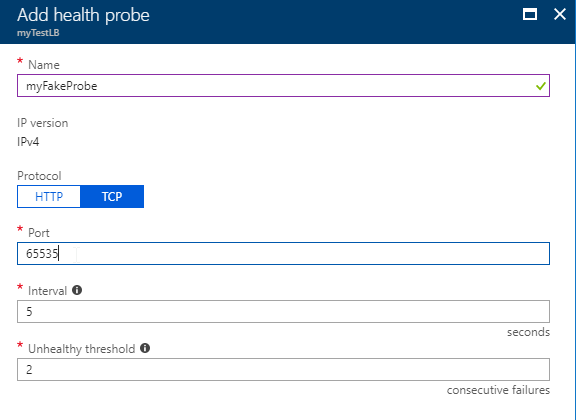 Add health probe
myTestLB
* Name
myFakeProbe
IP version
IPv4
Protocol
HTTP TCP
* Port
65535
* Interval
5
seconds
* Unhealthy threshold
2
consecutive failures